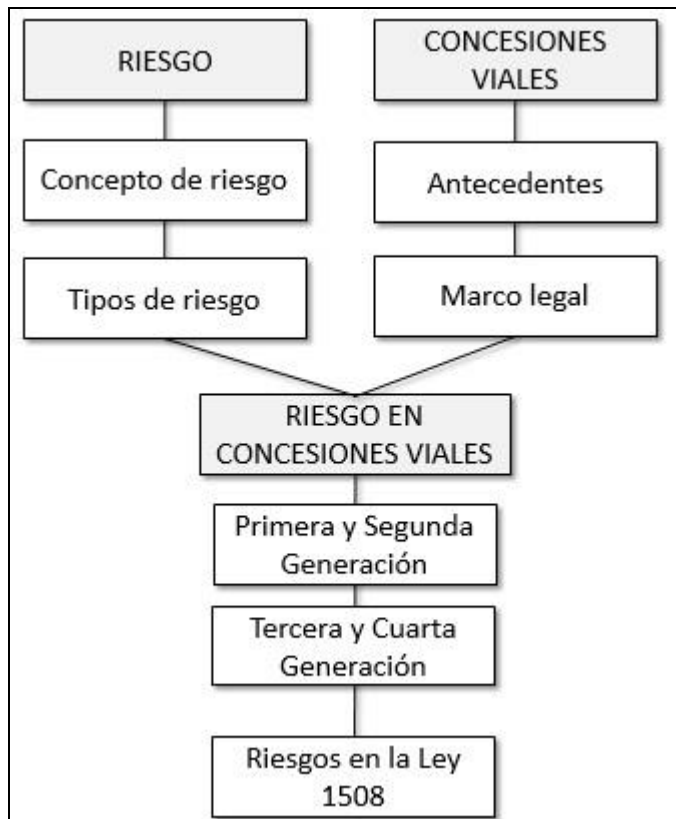 RIESGO
Concepto de riesgo
Tipos de riesgo
CONCESIONES
VIALES
Antecedentes
Marco legal
RIESGO EN
CONCESIONES VIALES
Primera y Segunda
Generación
Tercera y Cuarta
Generación
Riesgos en la Ley
1508